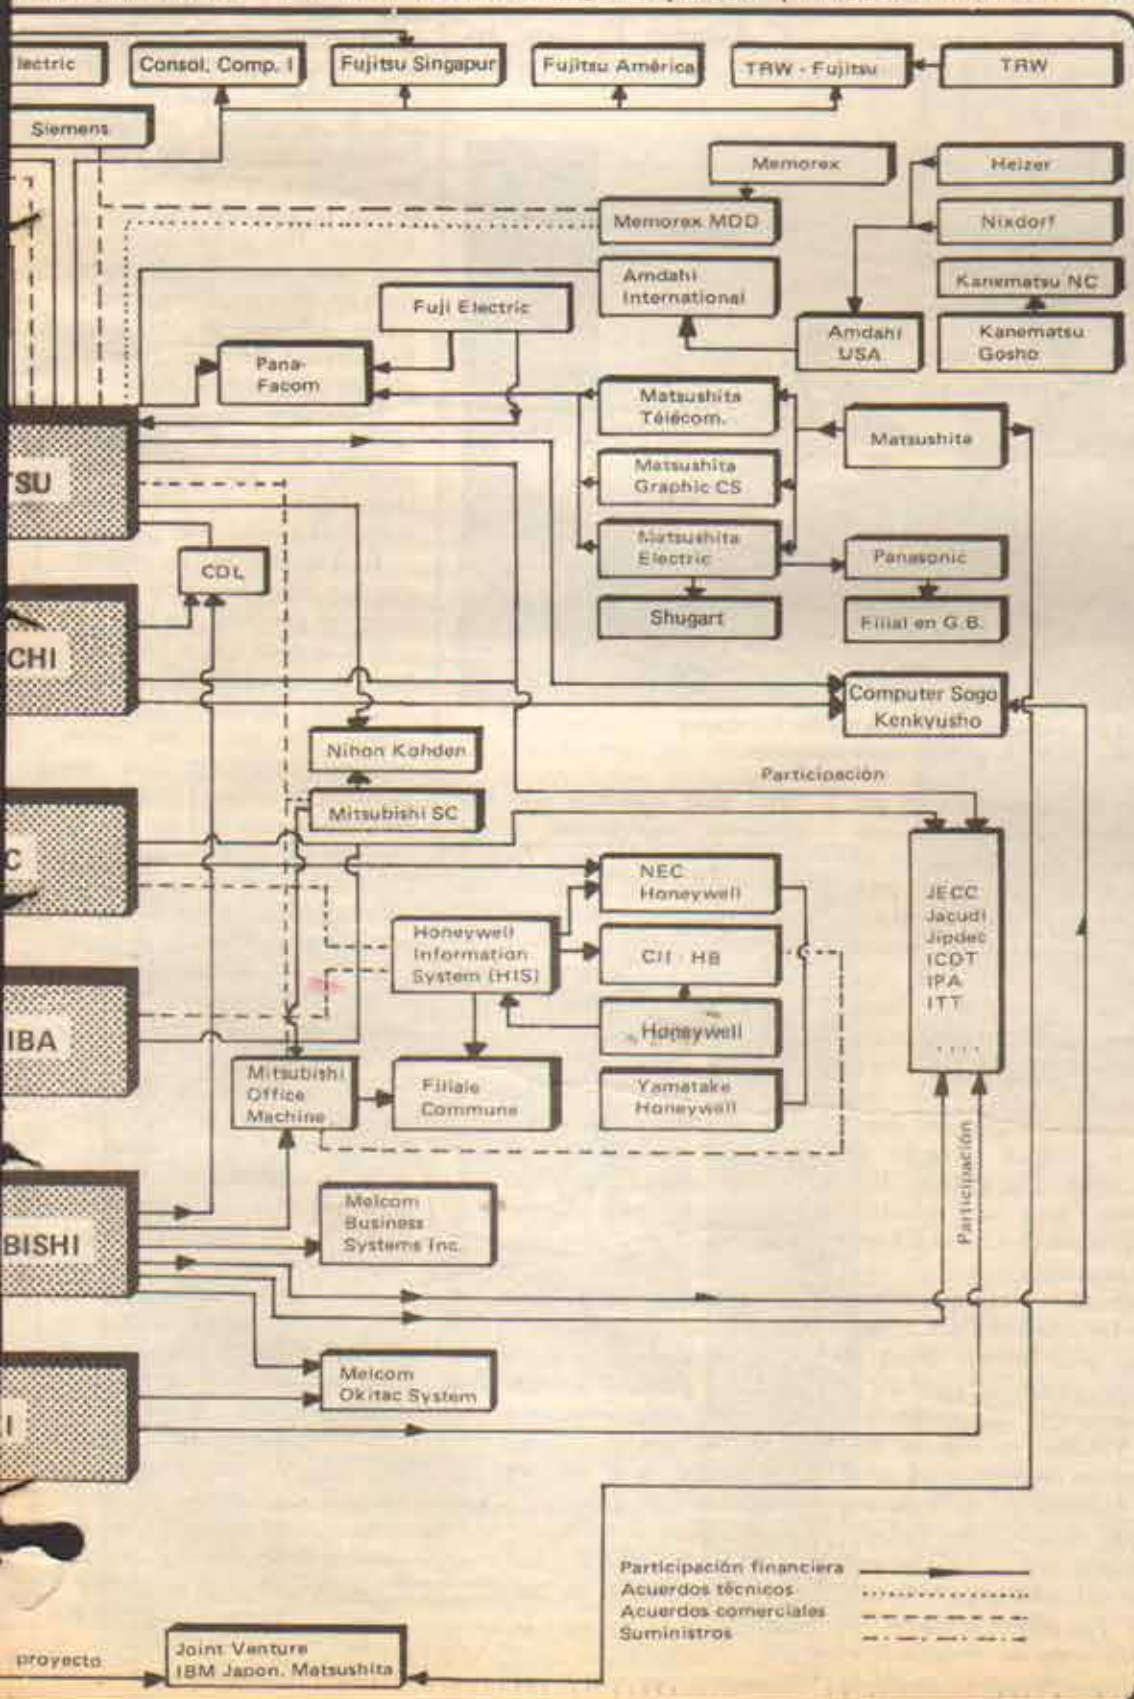 lectric
Consol. Comp. I
Fujitsu Singapur
Fujitsu América
TRW - Fujitsu
TRW
Siemens
Memorex
Heizer
Memorex MDD
Nixdorf
Amdahi
International
Kanematsu NC
Fuji Electric
Amdahi
USA
Kanematsu
Gosho
Pana-
Facom
Matsushita
Télécom.
Matsushita
TSU
Matsushita
Graphic CS
Matsushita
Electric
Panasonic
CDL
Shugart
Filial en G.B.
CHI
Computer Sogo
Kenkyusho
Nihon Kohden
Participación
Mitsubishi SC
C
NEC
Honeywell
JECC
Jacudi
Jipdec
ICOT
IPA
ITT
....
Honeywell
Information
System (HIS)
CII - HB
Honeywell
IBA
Mitsubishi
Office
Machine
Filiale
Commune
Yamatake
Honeywell
Participación
Melcom
Business
Systems Inc.
BISHI
Melcom
Okitac System
I
Participación financiera
Acuerdos técnicos
Acuerdos comerciales
Suministros
proyecto
Joint Venture
IBM Japon. Matsushita